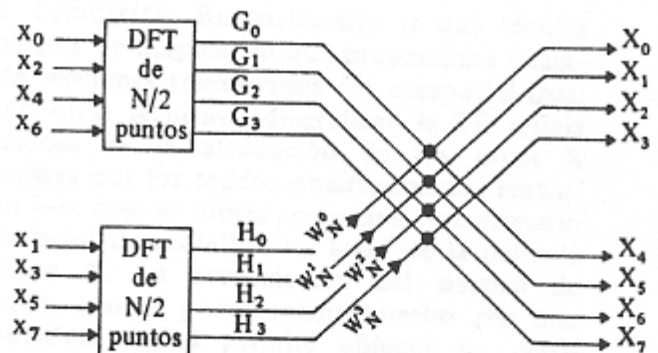 X₀ X₂ X₄ X₆
DFT
de
N/2
puntos
G₀
G₁
G₂
G₃
X₀
X₁
X₂
X₃
X₁ X₃ X₅ X₇
DFT
de
N/2
puntos
H₀
H₁
H₂
H₃
W⁰N
W¹N
W²N
W³N
X₄
X₅
X₆
X₇